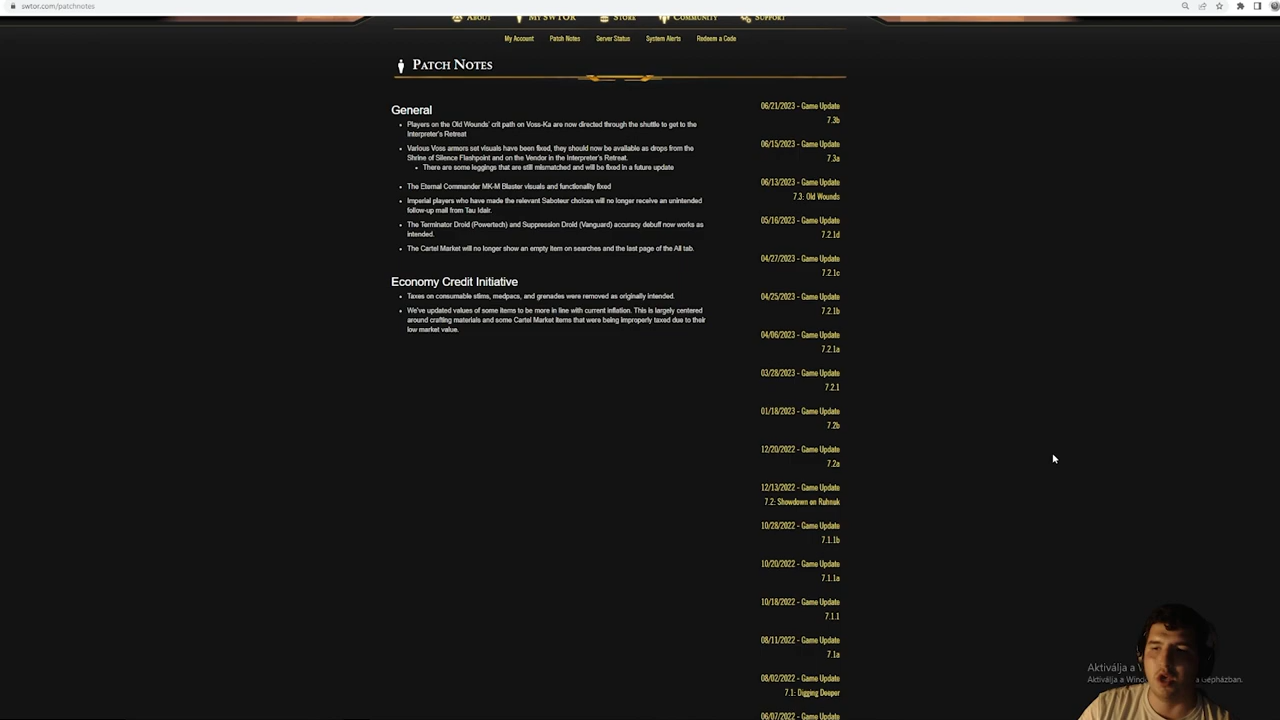 swtor.com/patchnotes
About My SWTOR Store Community Support
My Account Patch Notes Server Status System Alerts Redeem a Code
Patch Notes
General
Players on the Old Wounds' crit path on Voss-Ka are now directed through the shuttle to get to the
Interpreter's Retreat
Various Voss armors set visuals have been fixed, they should now be available as drops from the
Shrine of Silence Flashpoint and on the Vendor in the Interpreter's Retreat.
There are some leggings that are still mismatched and will be fixed in a future update
The Eternal Commander MK-M Blaster visuals and functionality fixed
Imperial players who have made the relevant Saboteur choices will no longer receive an unintended
follow-up mail from Tau Idair.
The Terminator Droid (Powertech) and Suppression Droid (Vanguard) accuracy debuff now works as
intended.
The Cartel Market will no longer show an empty item on searches and the last page of the All tab.
Economy Credit Initiative
Taxes on consumable stims, medpacs, and grenades were removed as originally intended.
We've updated values of some items to be more in line with current inflation. This is largely centered
around crafting materials and some Cartel Market items that were being improperly taxed due to their
low market value.
06/21/2023 - Game Update
7.3b
06/15/2023 - Game Update
7.3a
06/13/2023 - Game Update
7.3: Old Wounds
05/16/2023 - Game Update
7.2.1d
04/27/2023 - Game Update
7.2.1c
04/25/2023 - Game Update
7.2.1b
04/06/2023 - Game Update
7.2.1a
03/28/2023 - Game Update
7.2.1
01/18/2023 - Game Update
7.2b
12/20/2022 - Game Update
7.2a
12/13/2022 - Game Update
7.2: Showdown on Ruhnuk
10/28/2022 - Game Update
7.1.1b
10/20/2022 - Game Update
7.1.1a
10/18/2022 - Game Update
7.1.1
08/11/2022 - Game Update
7.1a
08/02/2022 - Game Update
7.1: Digging Deeper
06/07/2022 - Game Update
Aktiválja a
Aktiválja a Wind a Gépházban.